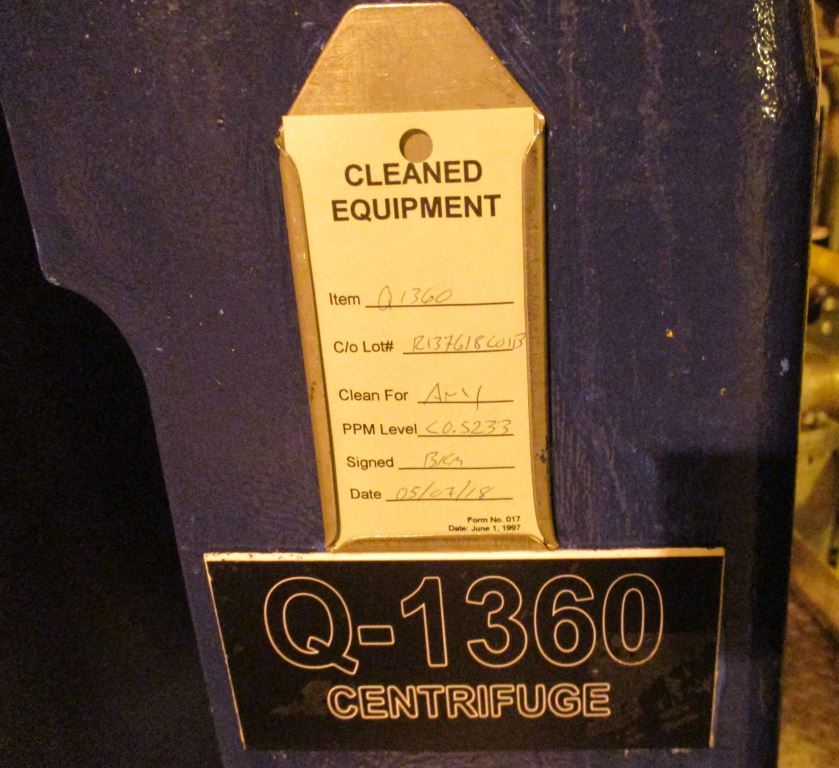 CLEANED
EQUIPMENT
Item Q1360
C/o Lot#
Clean For Any
PPM Level <0.5233
Signed
Date 05/07/18
Form No. 017
Date: June 1, 1997
Q-1360
CENTRIFUGE